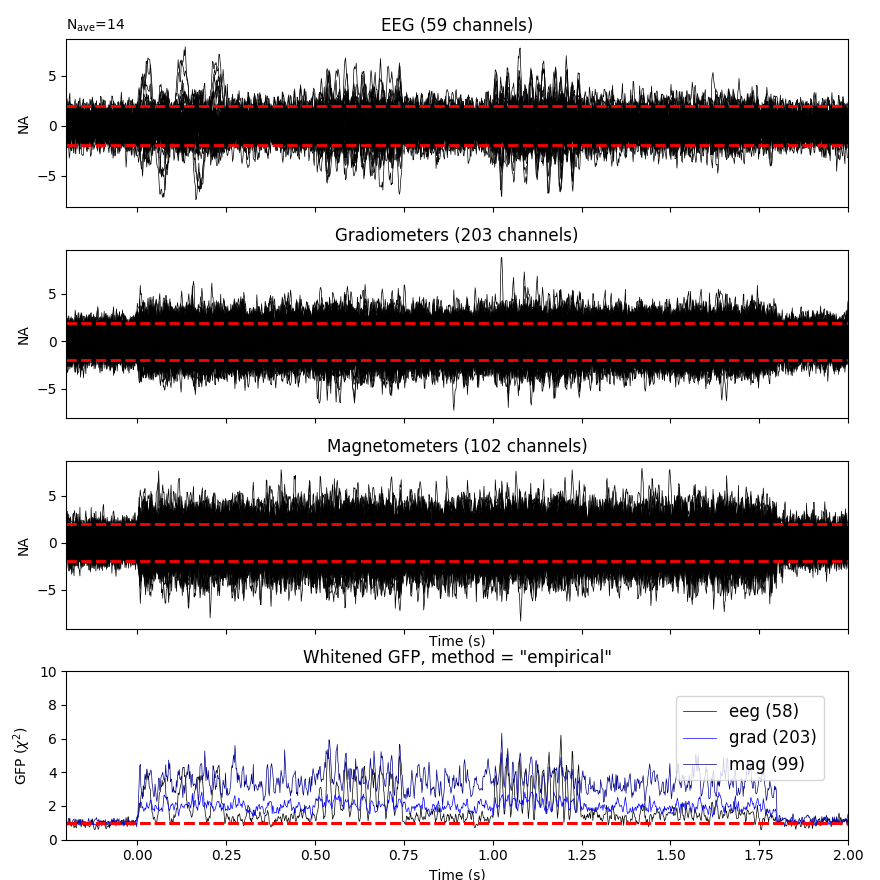 N_ave=14
EEG (59 channels)
5
0
−5
NA
Gradiometers (203 channels)
5
0
−5
NA
Magnetometers (102 channels)
5
0
−5
NA
Time (s)
Whitened GFP, method = "empirical"
10
8
6
4
2
0
GFP (χ²)
eeg (58)
grad (203)
mag (99)
0.00 0.25 0.50 0.75 1.00 1.25 1.50 1.75 2.00
Time (s)